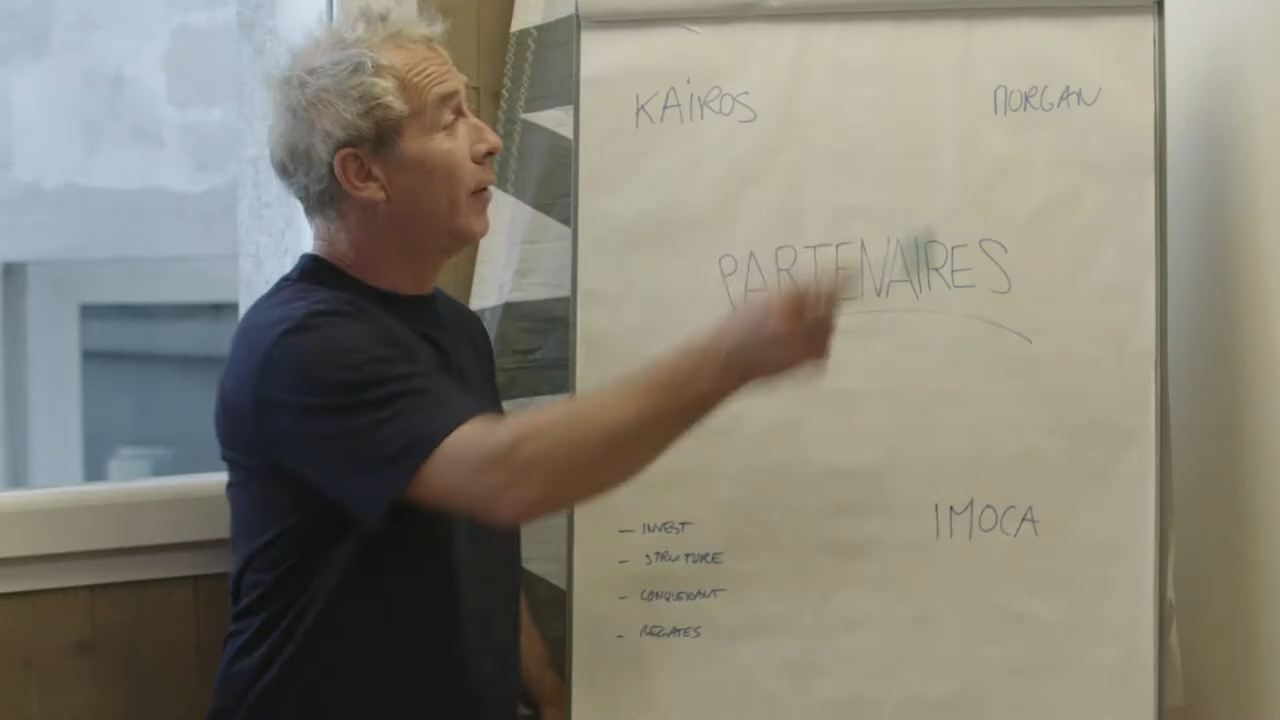 KAiROS
MORGAN
PARTENAIRES
IMOCA
– INVEST
– STRUCTURE
– CONQUERANT
– REGATES